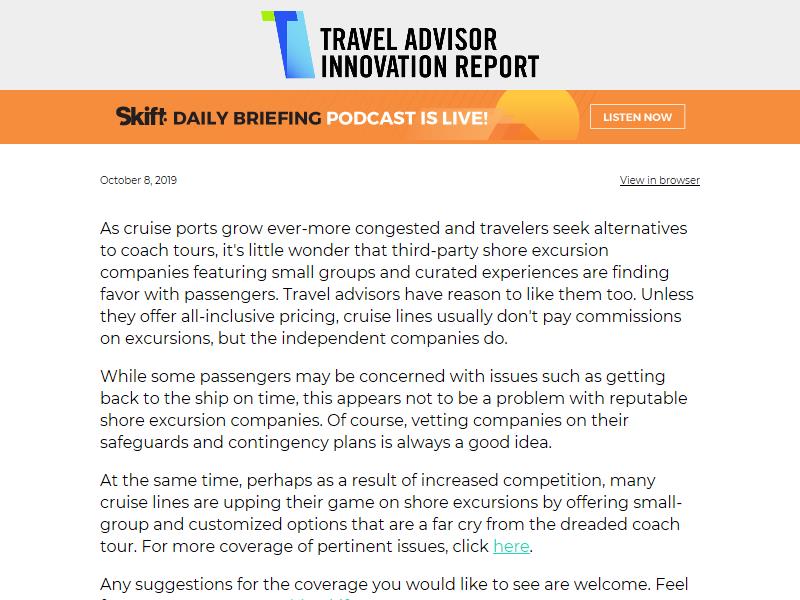 TRAVEL ADVISOR
INNOVATION REPORT
Skift: DAILY BRIEFING PODCAST IS LIVE!
LISTEN NOW
October 8, 2019
View in browser
As cruise ports grow ever-more congested and travelers seek alternatives
to coach tours, it's little wonder that third-party shore excursion
companies featuring small groups and curated experiences are finding
favor with passengers. Travel advisors have reason to like them too. Unless
they offer all-inclusive pricing, cruise lines usually don't pay commissions
on excursions, but the independent companies do.
While some passengers may be concerned with issues such as getting
back to the ship on time, this appears not to be a problem with reputable
shore excursion companies. Of course, vetting companies on their
safeguards and contingency plans is always a good idea.
At the same time, perhaps as a result of increased competition, many
cruise lines are upping their game on shore excursions by offering small-
group and customized options that are a far cry from the dreaded coach
tour. For more coverage of pertinent issues, click here.
Any suggestions for the coverage you would like to see are welcome. Feel